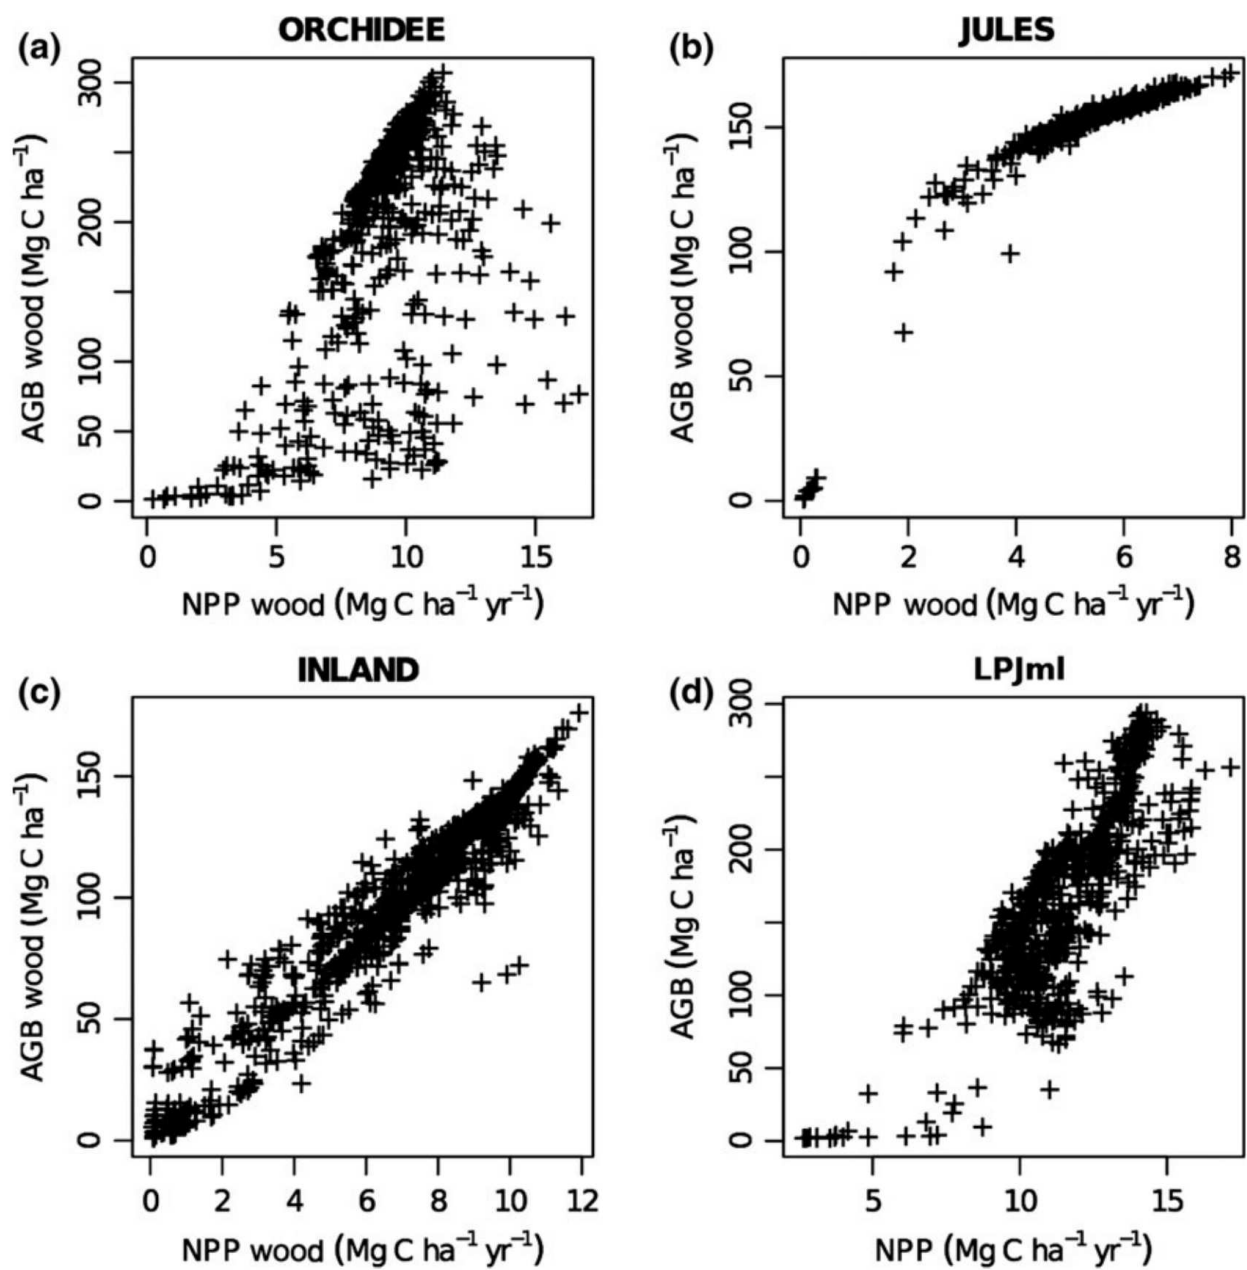 (a) ORCHIDEE
AGB wood (Mg C ha⁻¹)
300
200
100
50
0
0 5 10 15
NPP wood (Mg C ha⁻¹ yr⁻¹)
(b) JULES
AGB wood (Mg C ha⁻¹)
150
100
50
0
0 2 4 6 8
NPP wood (Mg C ha⁻¹ yr⁻¹)
(c) INLAND
AGB wood (Mg C ha⁻¹)
150
100
50
0
0 2 4 6 8 10 12
NPP wood (Mg C ha⁻¹ yr⁻¹)
(d) LPJml
AGB (Mg C ha⁻¹)
300
200
100
50
0
5 10 15
NPP (Mg C ha⁻¹ yr⁻¹)